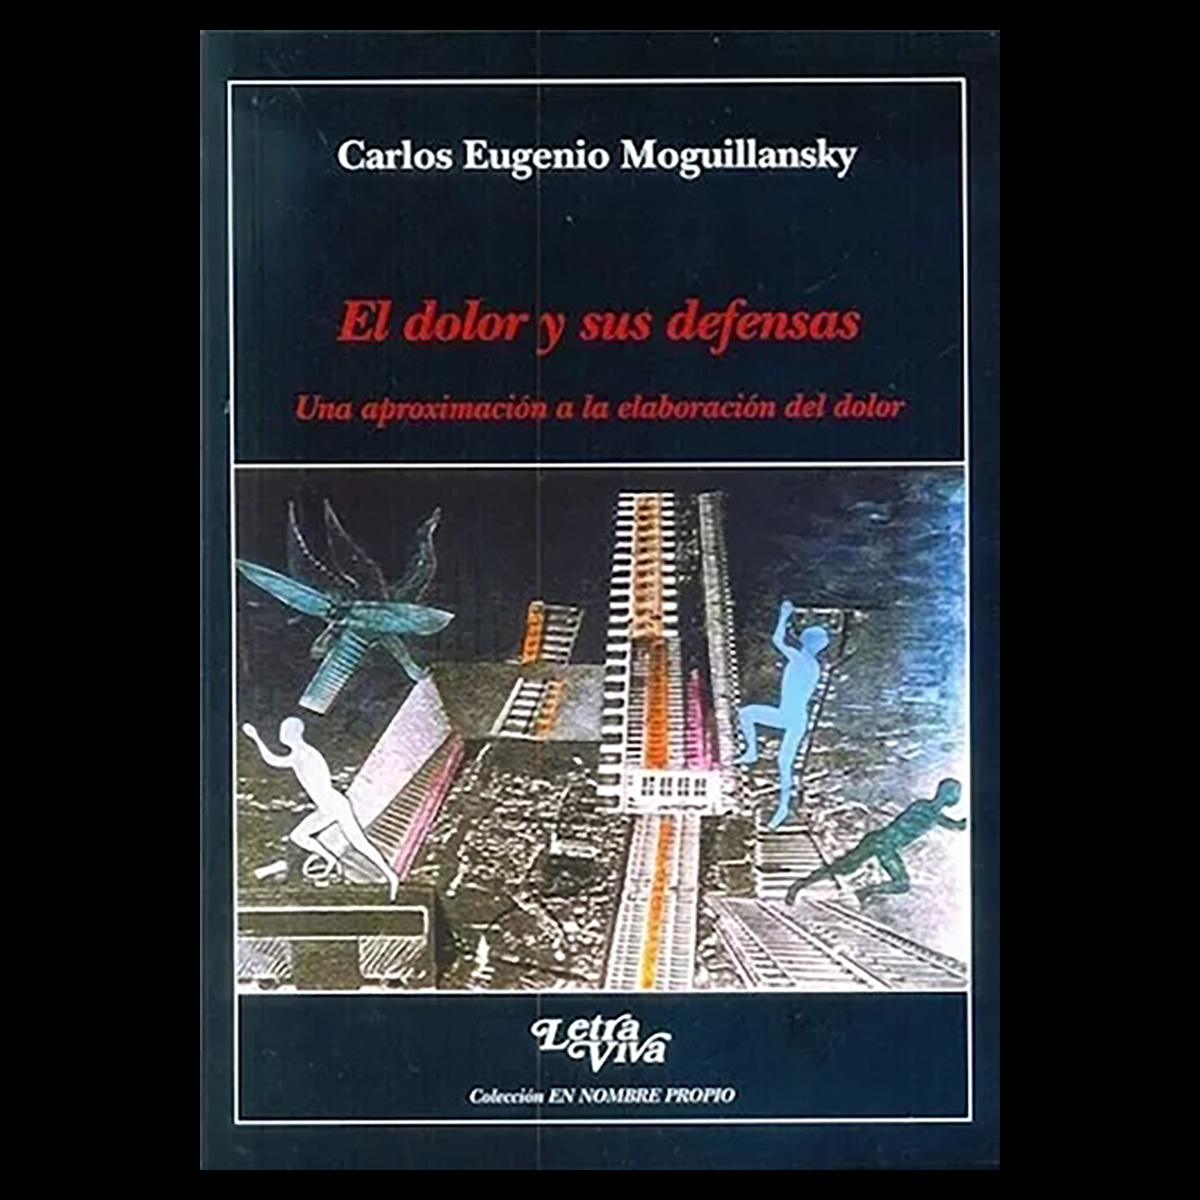 Carlos Eugenio Moguillansky
El dolor y sus defensas
Una aproximación a la elaboración del dolor
Letra
Viva
Colección EN NOMBRE PROPIO